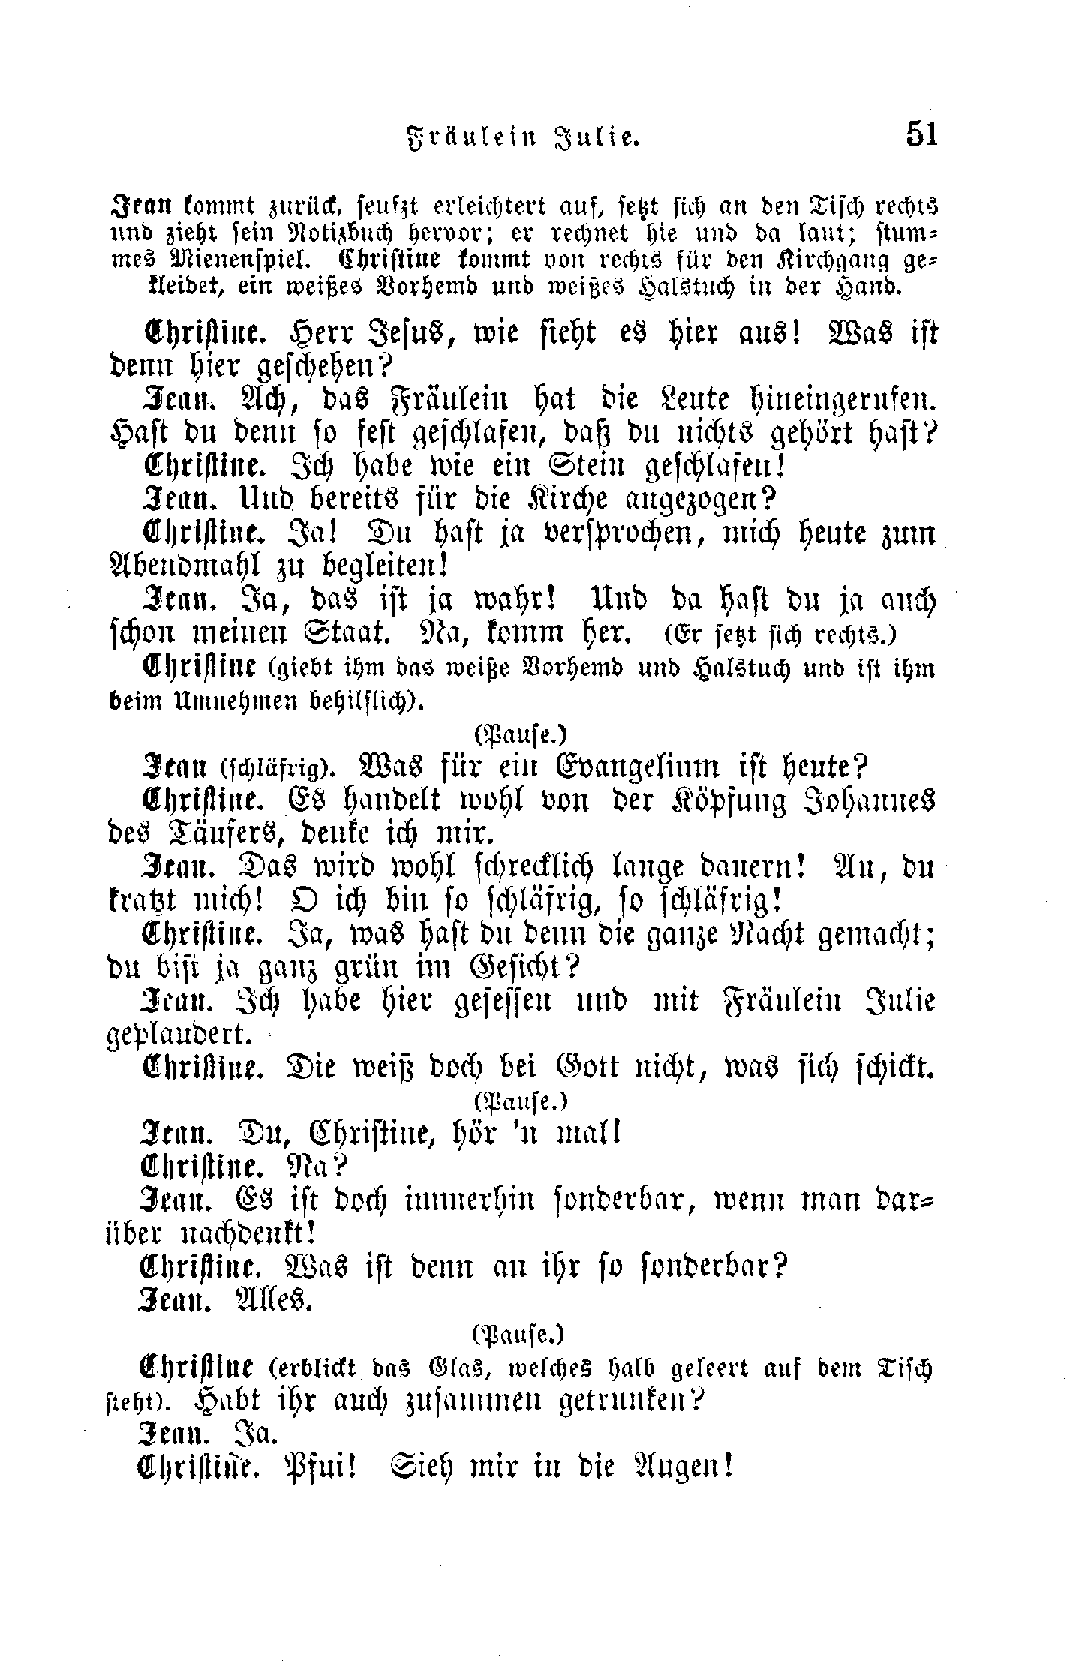 Fräulein Julie. 51
Jean kommt zurück, seufzt erleichtert auf, setzt sich an den Tisch rechts
und zieht sein Notizbuch hervor; er rechnet hie und da laut; stum-
mes Mienenspiel. Christine kommt von rechts für den Kirchgang ge-
kleidet, ein weißes Vorhemd und weißes Halstuch in der Hand.
Christine. Herr Jesus, wie sieht es hier aus! Was ist
denn hier geschehen?
Jean. Ach, das Fräulein hat die Leute hineingerufen.
Hast du denn so fest geschlafen, daß du nichts gehört hast?
Christine. Ich habe wie ein Stein geschlafen!
Jean. Und bereits für die Kirche angezogen?
Christine. Ja! Du hast ja versprochen, mich heute zum
Abendmahl zu begleiten!
Jean. Ja, das ist ja wahr! Und da hast du ja auch
schon meinen Staat. Na, komm her. (Er setzt sich rechts.)
Christine (giebt ihm das weiße Vorhemd und Halstuch und ist ihm
beim Umnehmen behilflich).
(Pause.)
Jean (schläfrig). Was für ein Evangelium ist heute?
Christine. Es handelt wohl von der Köpfung Johannes
des Täufers, denke ich mir.
Jean. Das wird wohl schrecklich lange dauern! Au, du
kratzt mich! O ich bin so schläfrig, so schläfrig!
Christine. Ja, was hast du denn die ganze Nacht gemacht;
du bist ja ganz grün im Gesicht?
Jean. Ich habe hier gesessen und mit Fräulein Julie
geplaudert.
Christine. Die weiß doch bei Gott nicht, was sich schickt.
(Pause.)
Jean. Du, Christine, hör 'n mal!
Christine. Na?
Jean. Es ist doch immerhin sonderbar, wenn man dar-
über nachdenkt!
Christine. Was ist denn an ihr so sonderbar?
Jean. Alles.
(Pause.)
Christine (erblickt das Glas, welches halb geleert auf dem Tisch
steht). Habt ihr auch zusammen getrunken?
Jean. Ja.
Christine. Pfui! Sieh mir in die Augen!